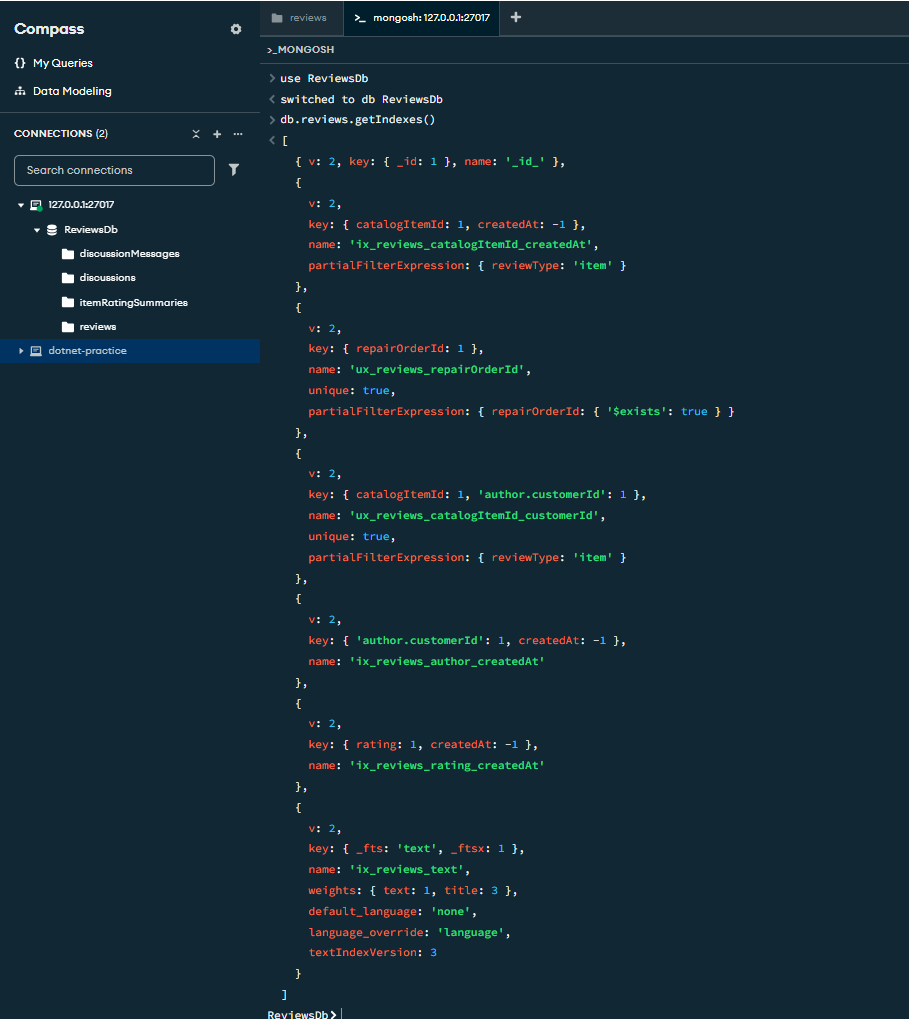 Compass
My Queries
Data Modeling
CONNECTIONS (2)
Search connections
127.0.0.1:27017
ReviewsDb
discussionMessages
discussions
itemRatingSummaries
reviews
dotnet-practice
reviews
>_ mongosh: 127.0.0.1:27017
>_MONGOSH
> use ReviewsDb
< switched to db ReviewsDb
> db.reviews.getIndexes()
< [
{ v: 2, key: { _id: 1 }, name: '_id_' },
{
v: 2,
key: { catalogItemId: 1, createdAt: -1 },
name: 'ix_reviews_catalogItemId_createdAt',
partialFilterExpression: { reviewType: 'item' }
},
{
v: 2,
key: { repairOrderId: 1 },
name: 'ux_reviews_repairOrderId',
unique: true,
partialFilterExpression: { repairOrderId: { '$exists': true } }
},
{
v: 2,
key: { catalogItemId: 1, 'author.customerId': 1 },
name: 'ux_reviews_catalogItemId_customerId',
unique: true,
partialFilterExpression: { reviewType: 'item' }
},
{
v: 2,
key: { 'author.customerId': 1, createdAt: -1 },
name: 'ix_reviews_author_createdAt'
},
{
v: 2,
key: { rating: 1, createdAt: -1 },
name: 'ix_reviews_rating_createdAt'
},
{
v: 2,
key: { _fts: 'text', _ftsx: 1 },
name: 'ix_reviews_text',
weights: { text: 1, title: 3 },
default_language: 'none',
language_override: 'language',
textIndexVersion: 3
}
]
ReviewsDb>